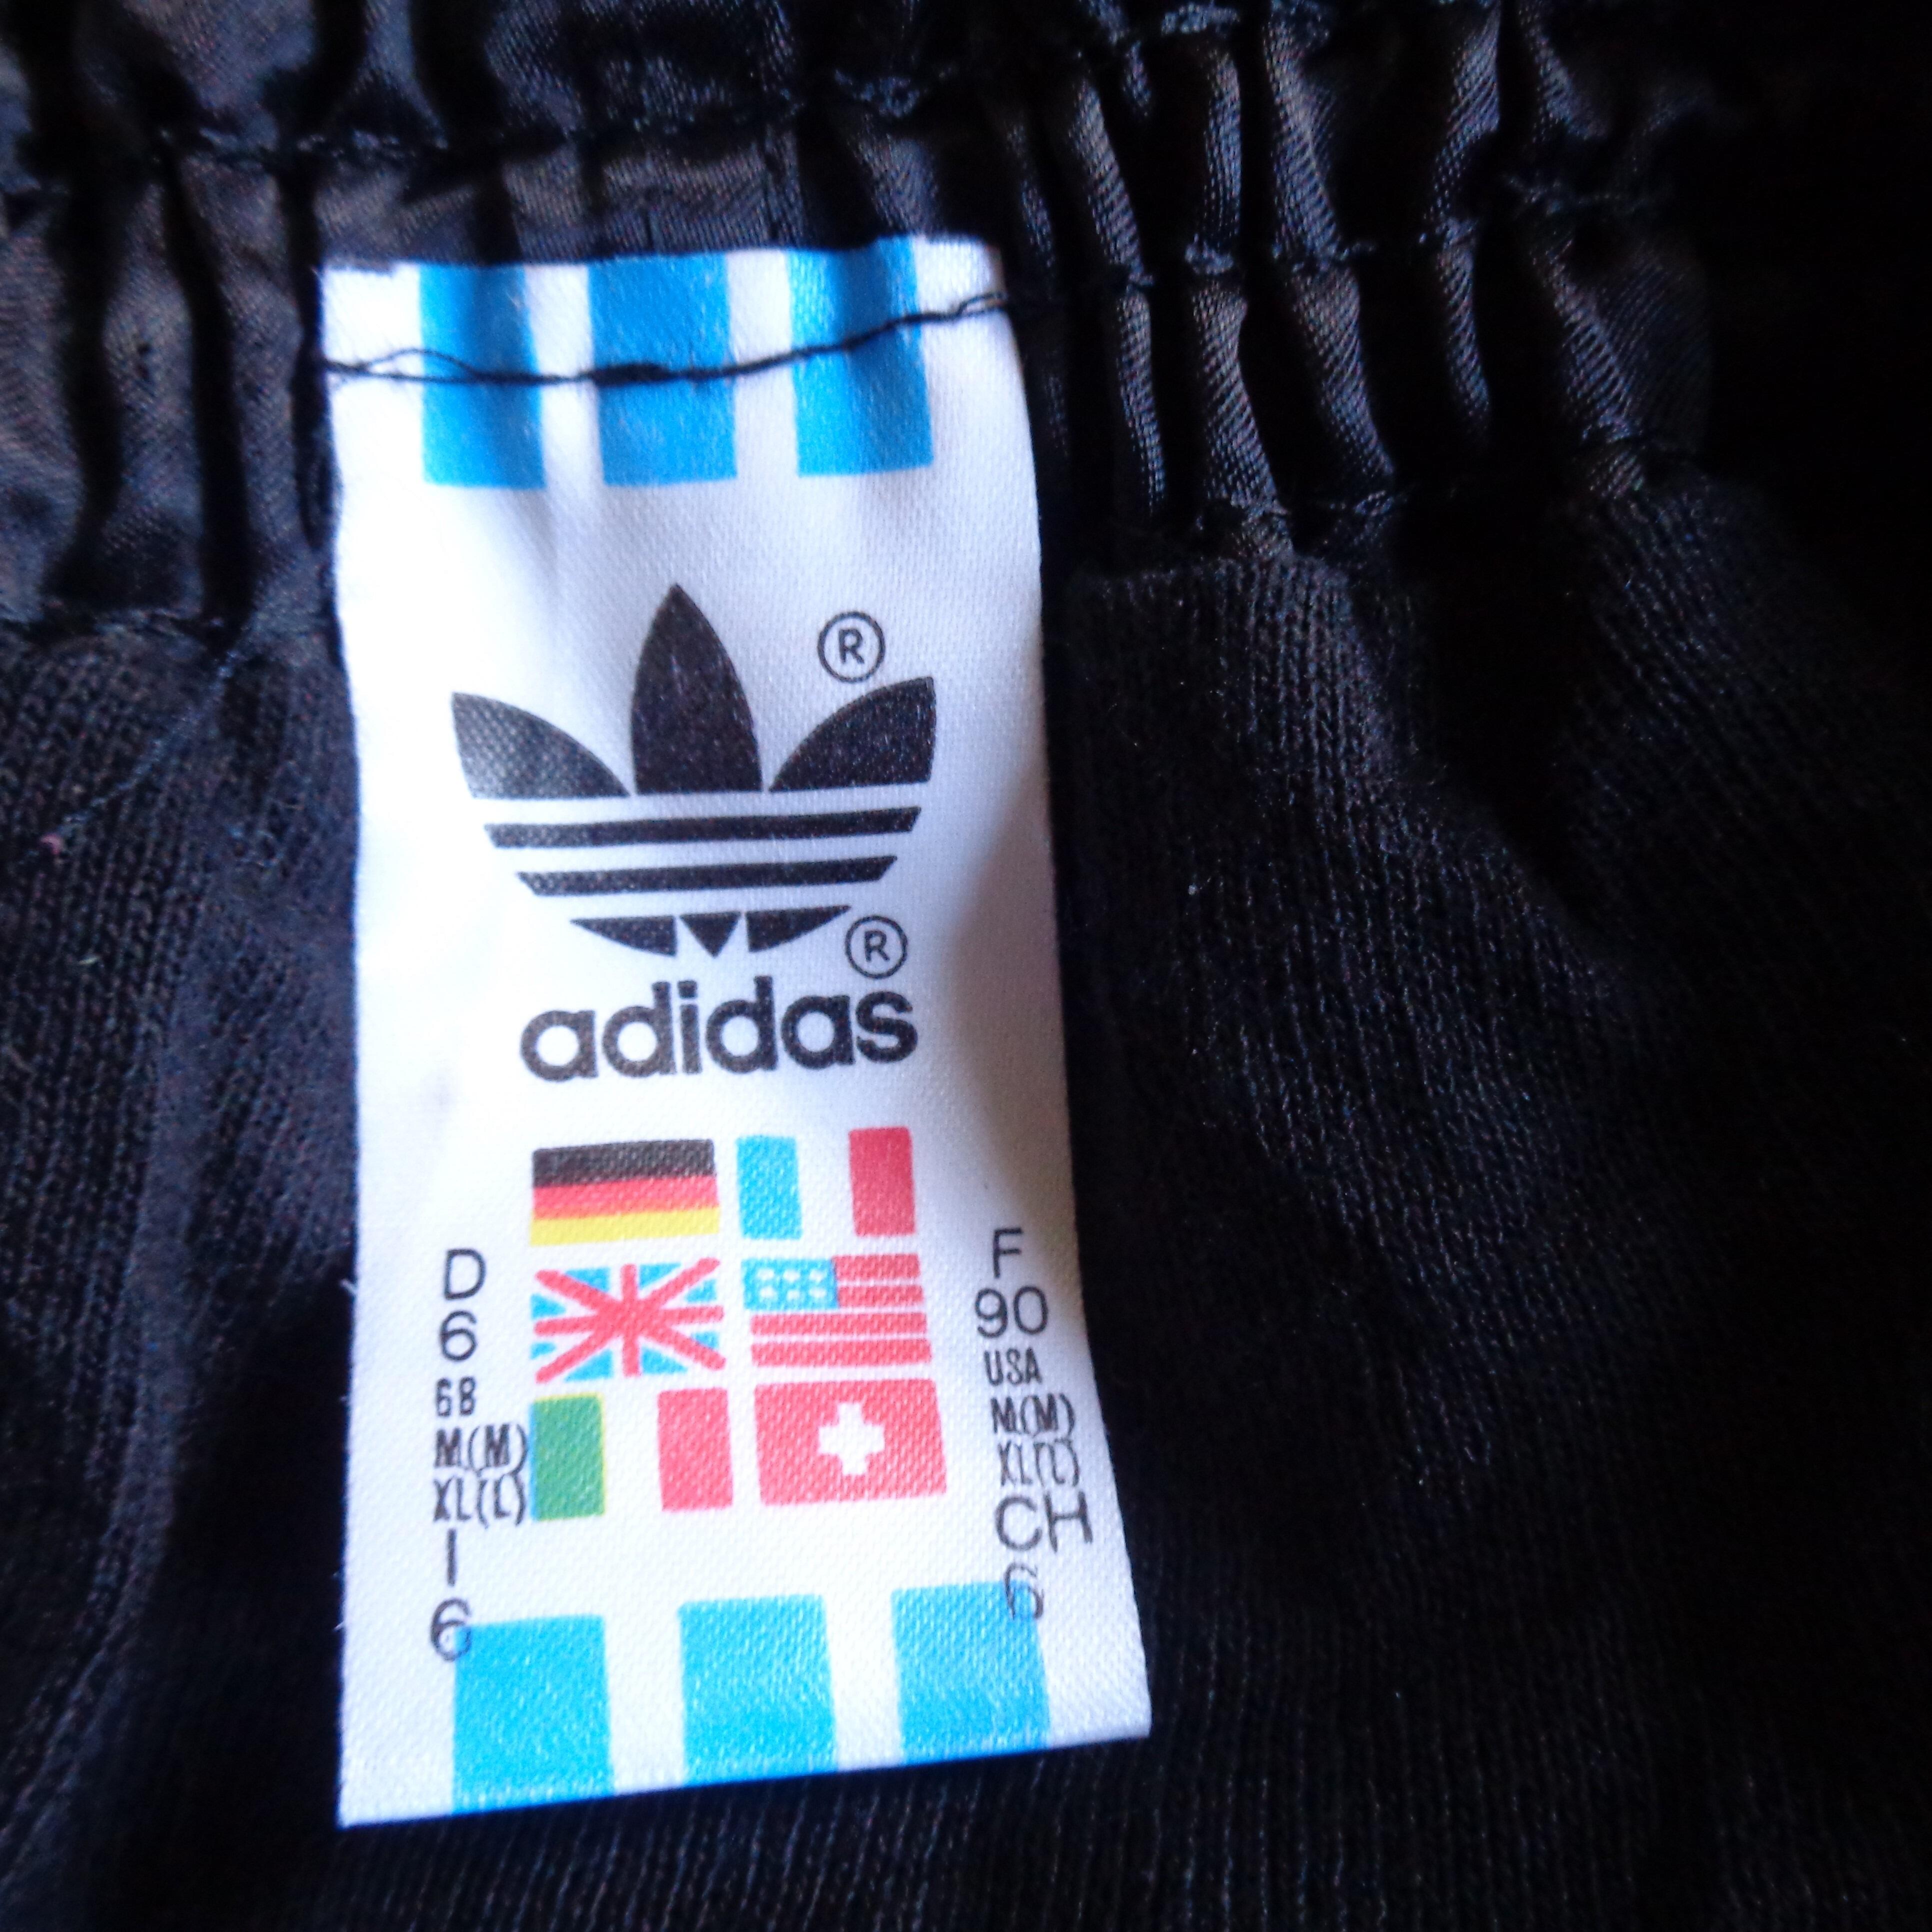 ®
®
adidas
D
6
GB
M(M)
XL(L)
I
6
F
90
USA
M(M)
XL(L)
CH
6